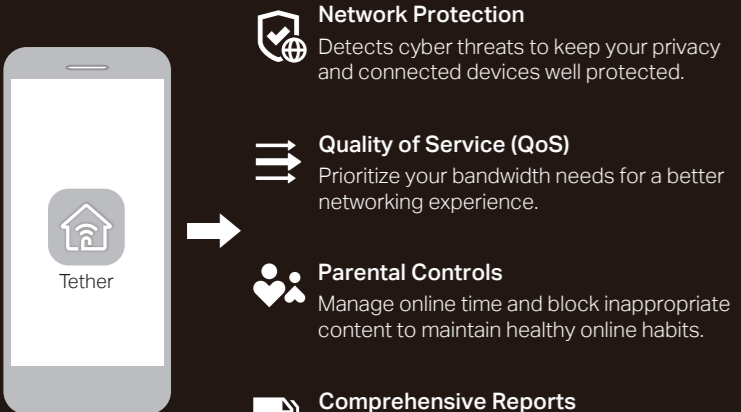 Network Protection
Detects cyber threats to keep your privacy
and connected devices well protected.
Quality of Service (QoS)
Prioritize your bandwidth needs for a better
networking experience.
Tether
Parental Controls
Manage online time and block inappropriate
content to maintain healthy online habits.
Comprehensive Reports